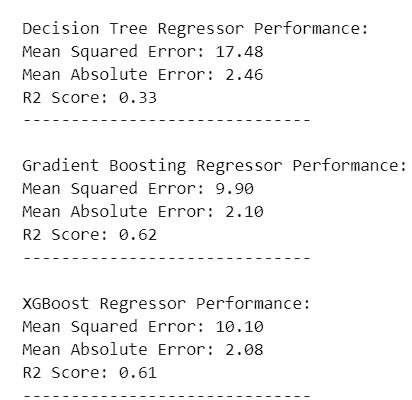 Decision Tree Regressor Performance:
Mean Squared Error: 17.48
Mean Absolute Error: 2.46
R2 Score: 0.33
------------------------------
Gradient Boosting Regressor Performance:
Mean Squared Error: 9.90
Mean Absolute Error: 2.10
R2 Score: 0.62
------------------------------
XGBoost Regressor Performance:
Mean Squared Error: 10.10
Mean Absolute Error: 2.08
R2 Score: 0.61
------------------------------